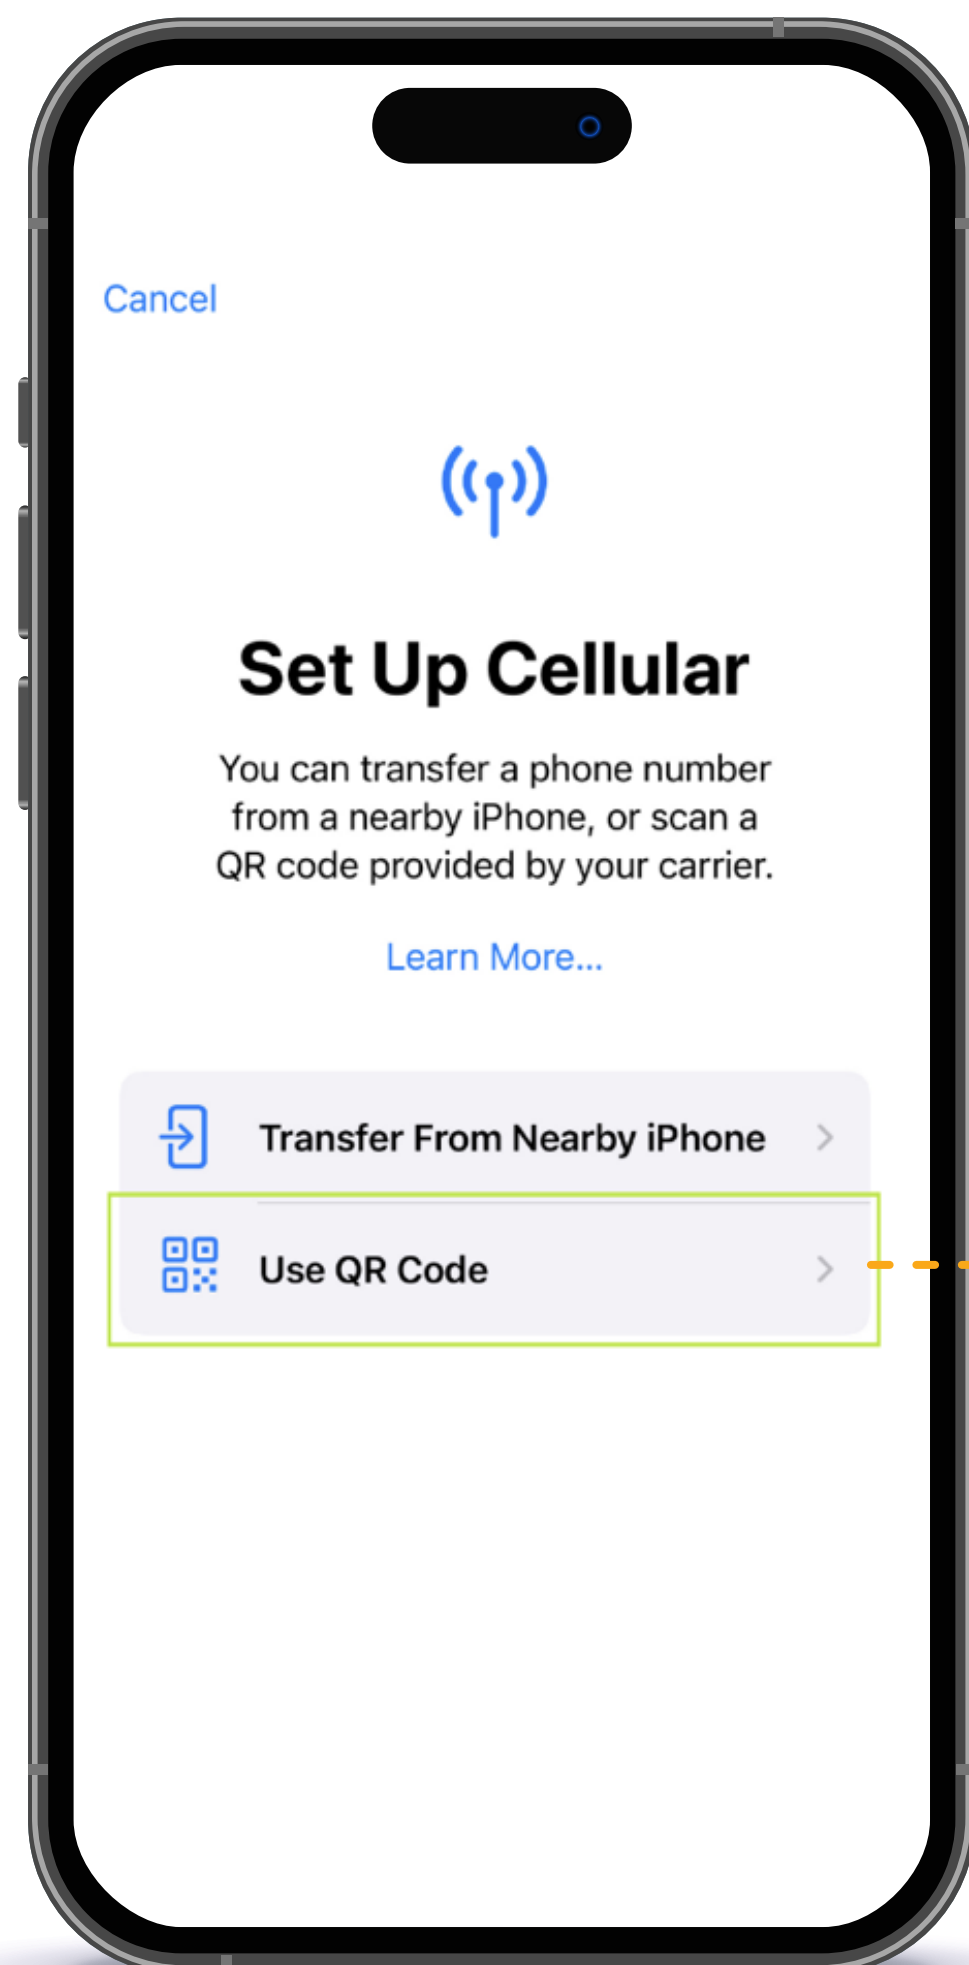 Cancel
Set Up Cellular
You can transfer a phone number
from a nearby iPhone, or scan a
QR code provided by your carrier.
Learn More...
Transfer From Nearby iPhone
Use QR Code